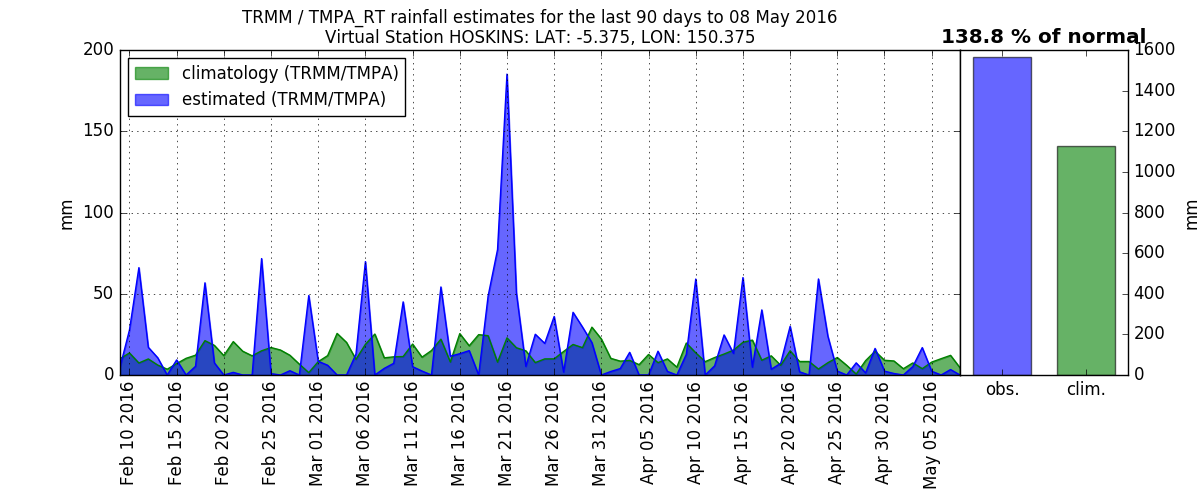 TRMM / TMPA_RT rainfall estimates for the last 90 days to 08 May 2016
Virtual Station HOSKINS: LAT: -5.375, LON: 150.375
138.8 % of normal
climatology (TRMM/TMPA)
estimated (TRMM/TMPA)
mm
200
150
100
50
0
Feb 10 2016
Feb 15 2016
Feb 20 2016
Feb 25 2016
Mar 01 2016
Mar 06 2016
Mar 11 2016
Mar 16 2016
Mar 21 2016
Mar 26 2016
Mar 31 2016
Apr 05 2016
Apr 10 2016
Apr 15 2016
Apr 20 2016
Apr 25 2016
Apr 30 2016
May 05 2016
obs.
clim.
1600
1400
1200
1000
800
600
400
200
0
mm